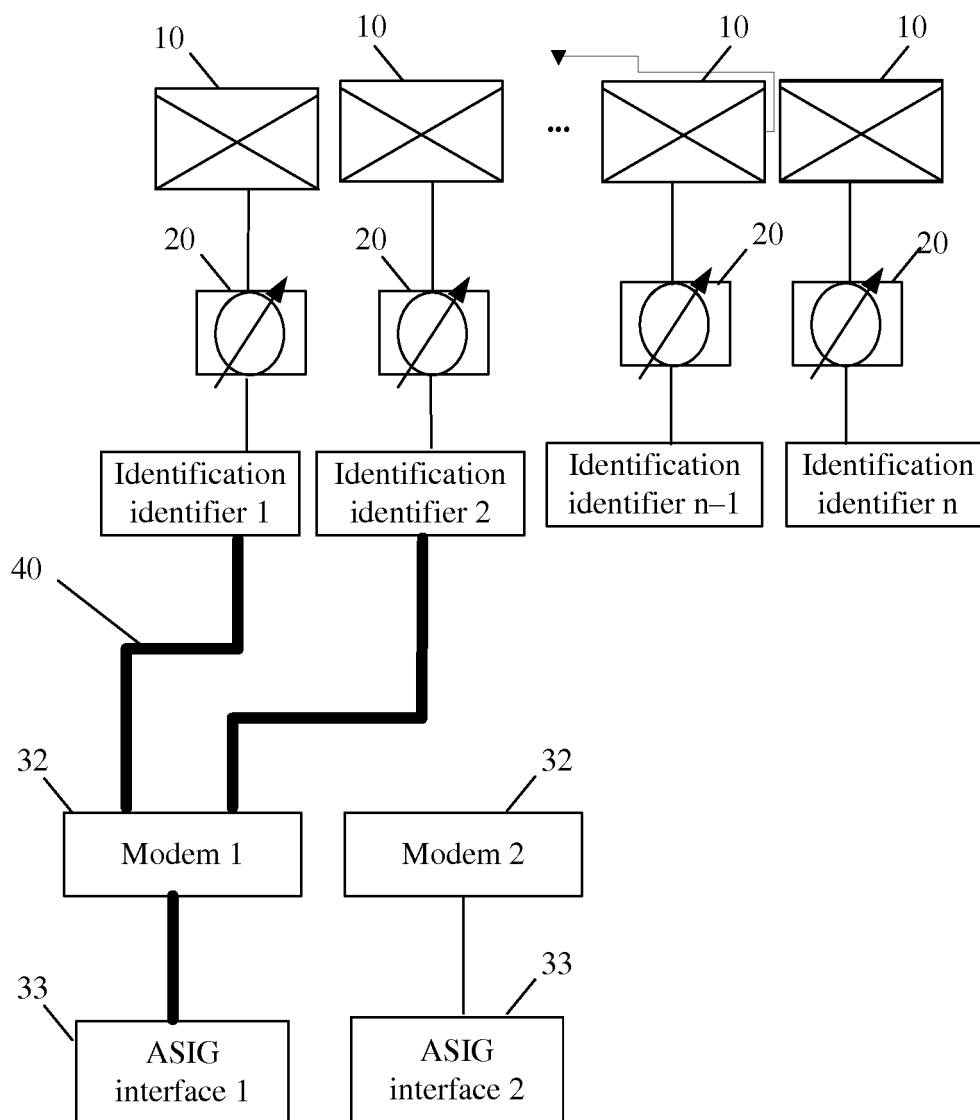 10
10
10
10
...
20
20
20
20
Identification
identifier 1
Identification
identifier 2
Identification
identifier n–1
Identification
identifier n
40
32
32
Modem 1
Modem 2
33
33
ASIG
interface 1
ASIG
interface 2